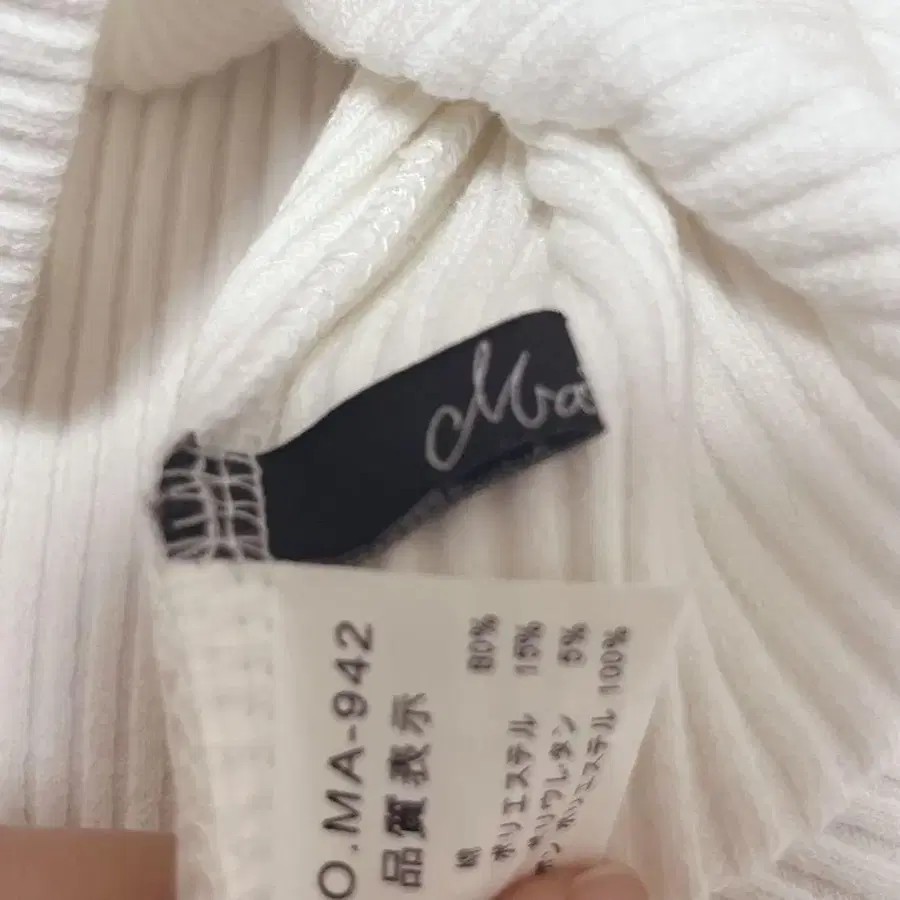 O.MA-942
品質表示
綿 80%
ポリエステル 15%
ポリウレタン 5%
ポリエステル 100%